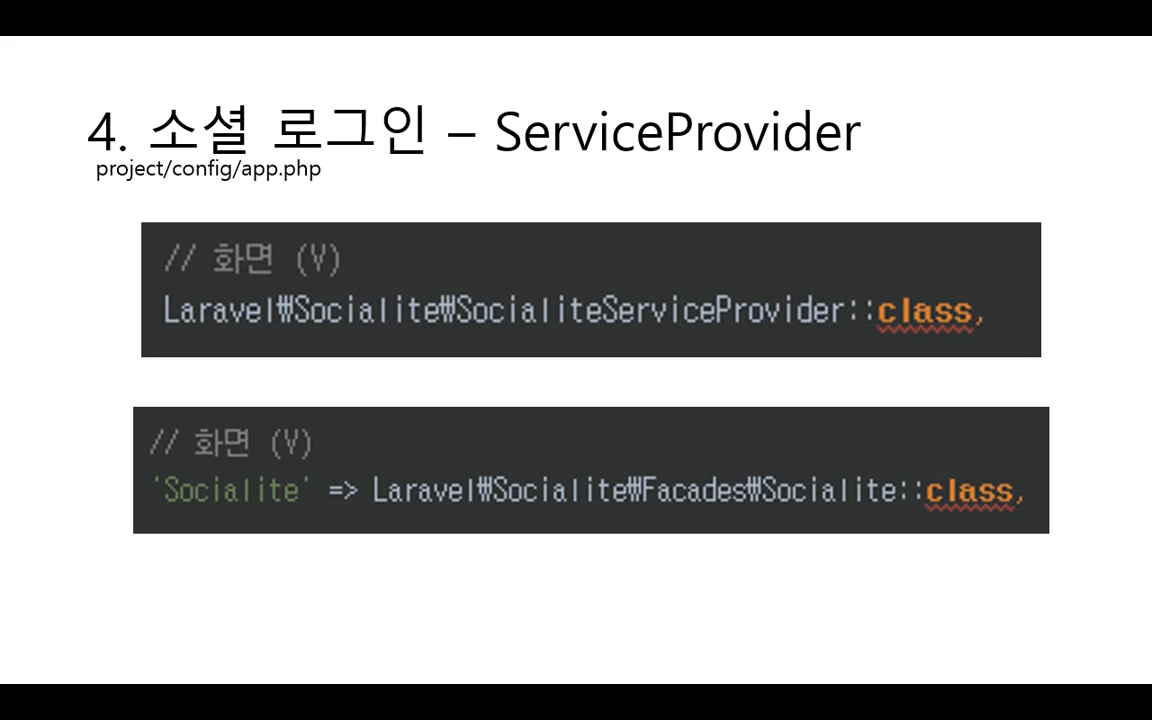 4. 소셜 로그인 – ServiceProvider
project/config/app.php
// 화면 (V)
Laravel₩Socialite₩SocialiteServiceProvider::class,
// 화면 (V)
'Socialite' => Laravel₩Socialite₩Facades₩Socialite::class,